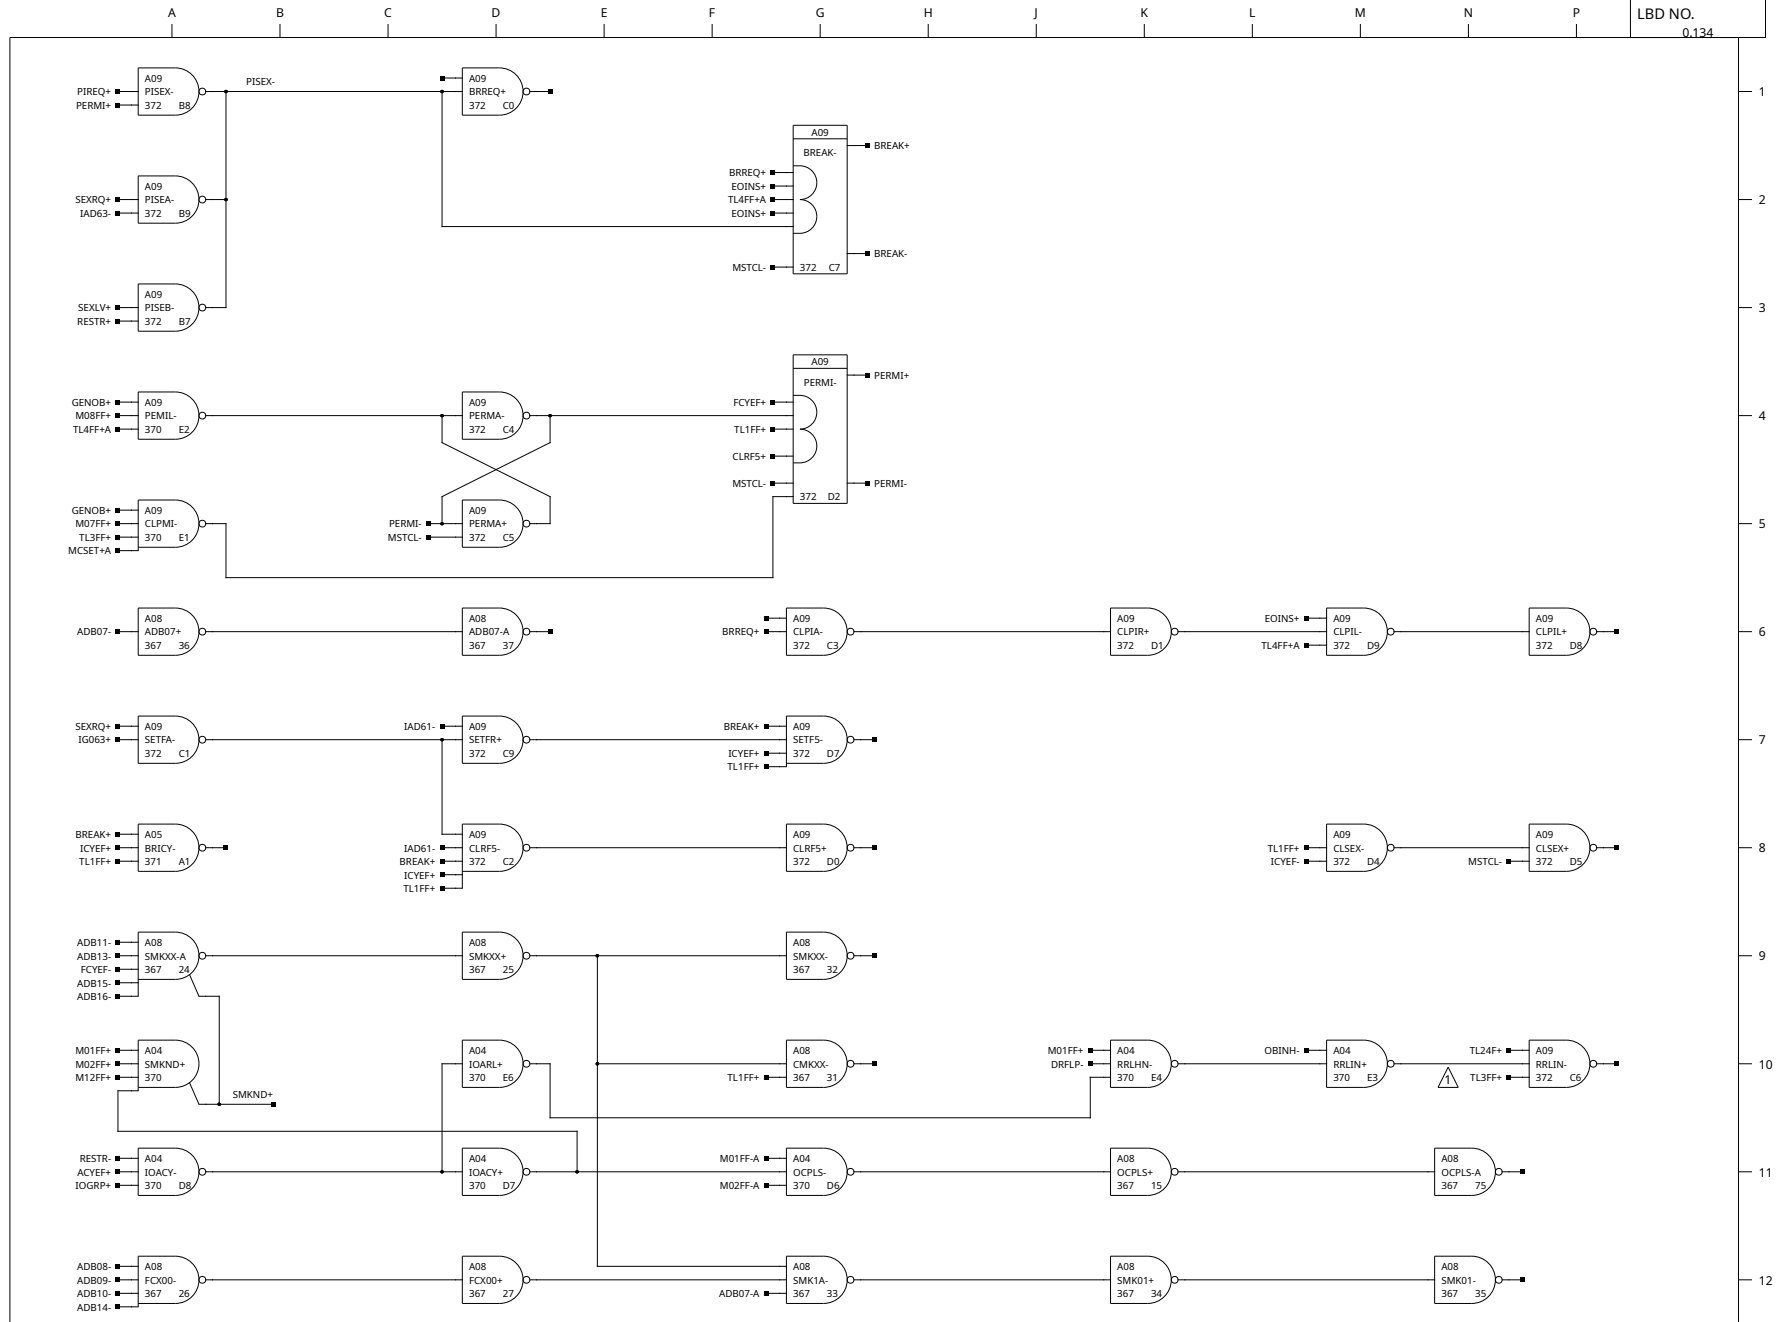 A B C D E F G H J K L M N P LBD NO.
0.134
A09 PISEX- A09
PIREQ+ PISEX- BRREQ+ 1
PERMI+ 372 B8 372 C0
A09
BREAK+
BREAK-
BRREQ+
A09 EOINS+
SEXRQ+ PISEA- TL4FF+A 2
IAD63- 372 B9 EOINS+
BREAK-
MSTCL- 372 C7
A09
SEXLV+ PISEB- 3
RESTR+ 372 B7
A09
PERMI+
PERMI-
GENOB+ A09 A09 FCYEF+
M08FF+ PEMIL- PERMA- 4
TL4FF+A 370 E2 372 C4 TL1FF+
CLRF5+
MSTCL- PERMI-
372 D2
GENOB+ A09 A09
M07FF+ CLPMI- PERMI- PERMA+ 5
TL3FF+ 370 E1 MSTCL- 372 C5
MCSET+A
A08 A08 A09 A09 EOINS+ A09 A09
ADB07- ADB07+ ADB07-A BRREQ+ CLPIA- CLPIR+ CLPIL- CLPIL+ 6
367 36 367 37 372 C3 372 D1 TL4FF+A 372 D9 372 D8
SEXRQ+ A09 IAD61- A09 BREAK+ A09
IG063+ SETFA- SETFR+ SETF5- 7
372 C1 372 C9 ICYEF+ 372 D7
TL1FF+
BREAK+ A05 A09 A09 A09 A09
ICYEF+ BRICY- IAD61- CLRF5- CLRF5+ TL1FF+ CLSEX- CLSEX+ 8
TL1FF+ 371 A1 BREAK+ 372 C2 372 D0 ICYEF- 372 D4 MSTCL- 372 D5
ICYEF+
TL1FF+
ADB11- A08 A08 A08
ADB13- SMKXX-A SMKXX+ SMKXX- 9
FCYEF- 367 24 367 25 367 32
ADB15-
ADB16-
M01FF+ A04 A04 A08 M01FF+ A04 OBINH- A04 TL24F+ A09
M02FF+ SMKND+ IOARL+ CMKXX- DRFLP- RRLHN- RRLIN+ RRLIN- 10
M12FF+ 370 370 E6 TL1FF+ 367 31 370 E4 370 E3 1 TL3FF+ 372 C6
SMKND+
RESTR- A04 A04 M01FF-A A04 A08 A08
ACYEF+ IOACY- IOACY+ OCPLS- OCPLS+ OCPLS-A 11
IOGRP+ 370 D8 370 D7 M02FF-A 370 D6 367 15 367 75
ADB08- A08 A08 A08 A08 A08
ADB09- FCX00- FCX00+ SMK1A- SMK01+ SMK01- 12
ADB10- 367 26 367 27 ADB07-A 367 33 367 34 367 35
ADB14-